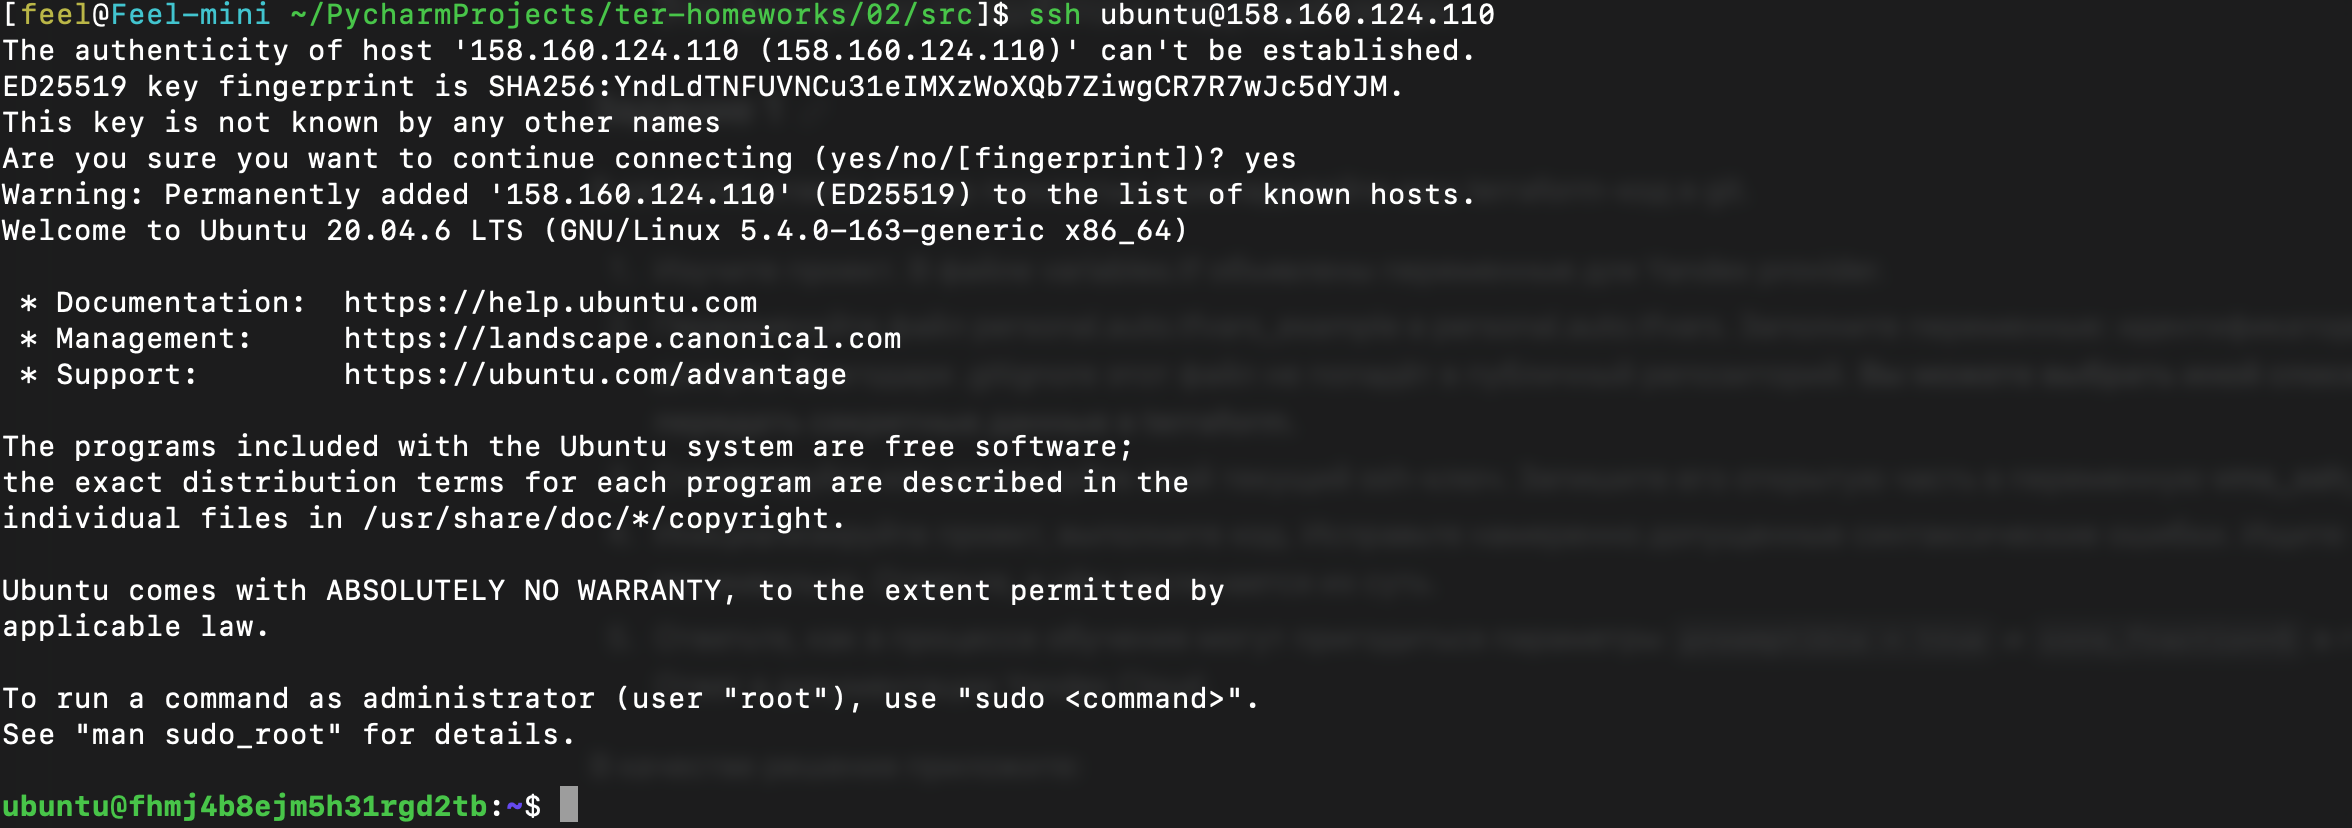 [feel@Feel-mini ~/PycharmProjects/ter-homeworks/02/src]$ ssh ubuntu@158.160.124.110
The authenticity of host '158.160.124.110 (158.160.124.110)' can't be established.
ED25519 key fingerprint is SHA256:YndLdTNFUVNCu31eIMXzWoXQb7ZiwgCR7R7wJc5dYJM.
This key is not known by any other names
Are you sure you want to continue connecting (yes/no/[fingerprint])? yes
Warning: Permanently added '158.160.124.110' (ED25519) to the list of known hosts.
Welcome to Ubuntu 20.04.6 LTS (GNU/Linux 5.4.0-163-generic x86_64)
* Documentation:  https://help.ubuntu.com
* Management:     https://landscape.canonical.com
* Support:        https://ubuntu.com/advantage
The programs included with the Ubuntu system are free software;
the exact distribution terms for each program are described in the
individual files in /usr/share/doc/*/copyright.
Ubuntu comes with ABSOLUTELY NO WARRANTY, to the extent permitted by
applicable law.
To run a command as administrator (user "root"), use "sudo <command>".
See "man sudo_root" for details.
ubuntu@fhmj4b8ejm5h31rgd2tb:~$